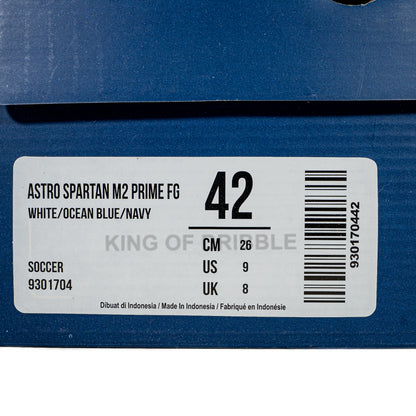 ASTRO SPARTAN M2 PRIME FG
WHITE/OCEAN BLUE/NAVY
42
KING OF DRIBBLE
CM 26
US 9
UK 8
SOCCER
9301704
Dibuat di Indonesia / Made In Indonesia / Fabriqué en Indonésie
930170442